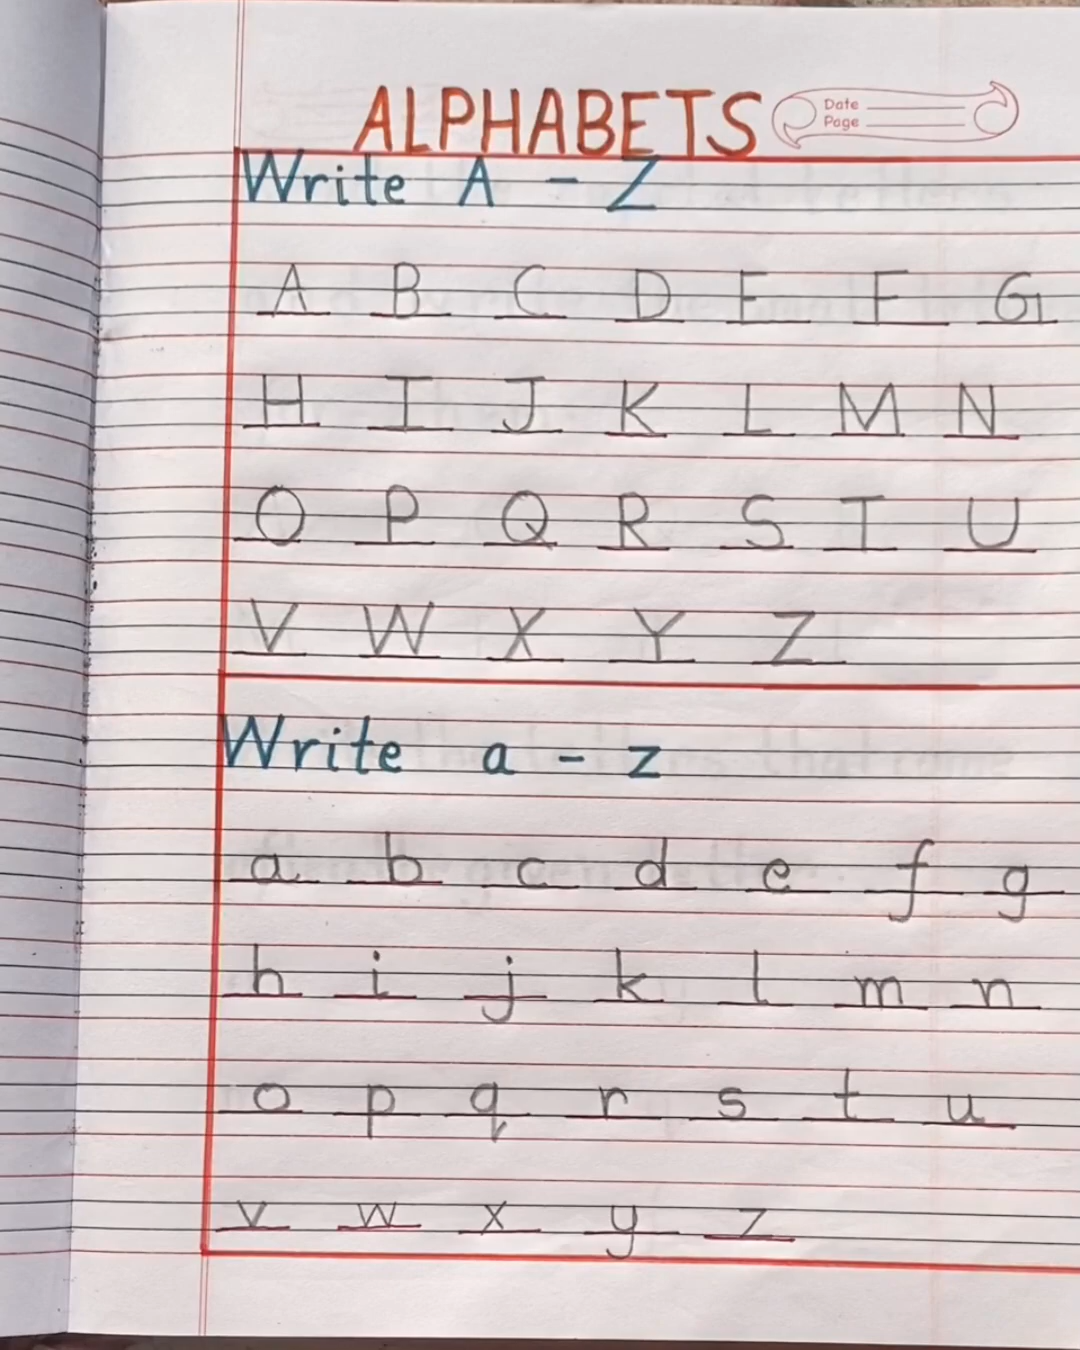 ALPHABETS
Date
Page
Write A - Z
A B C D E F G
H I J K L M N
O P Q R S T U
V W X Y Z
Write a - z
a b c d e f g
h i j k l m n
o p q r s t u
v w x y z